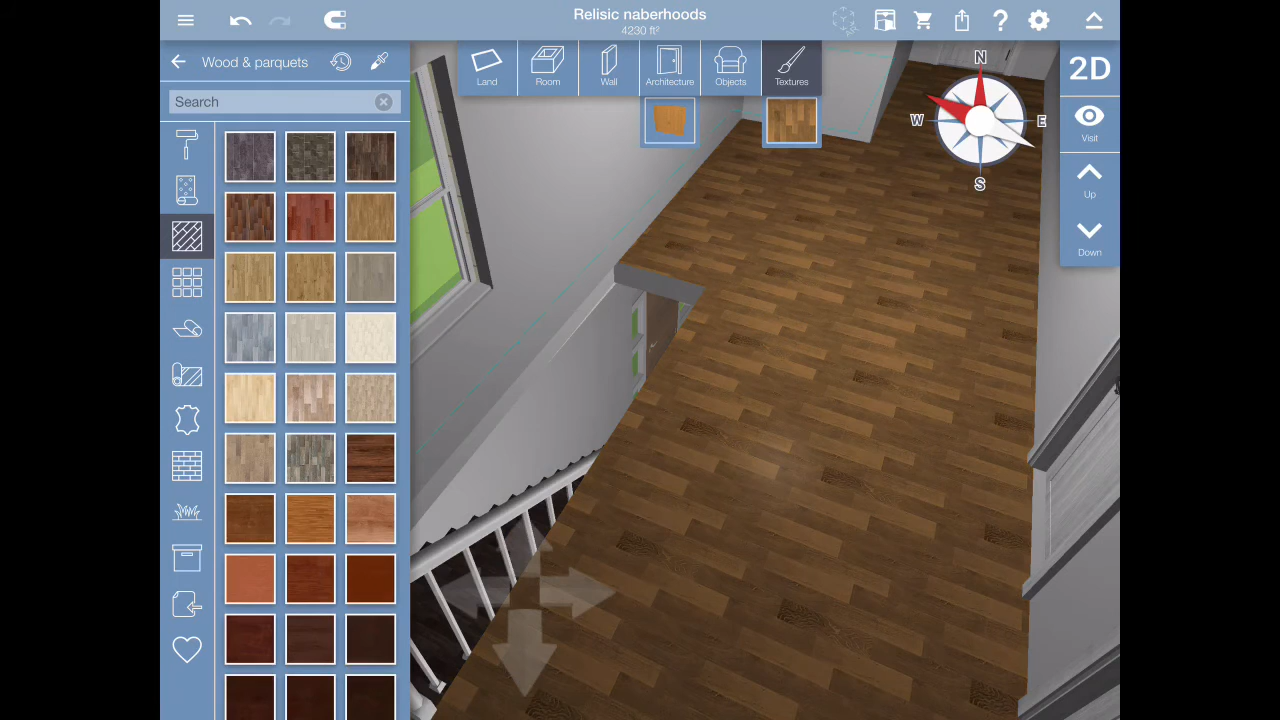 Relisic naberhoods
4230 ft²
Wood & parquets
Search
Land
Room
Wall
Architecture
Objects
Textures
N
W
E
S
2D
Visit
Up
Down